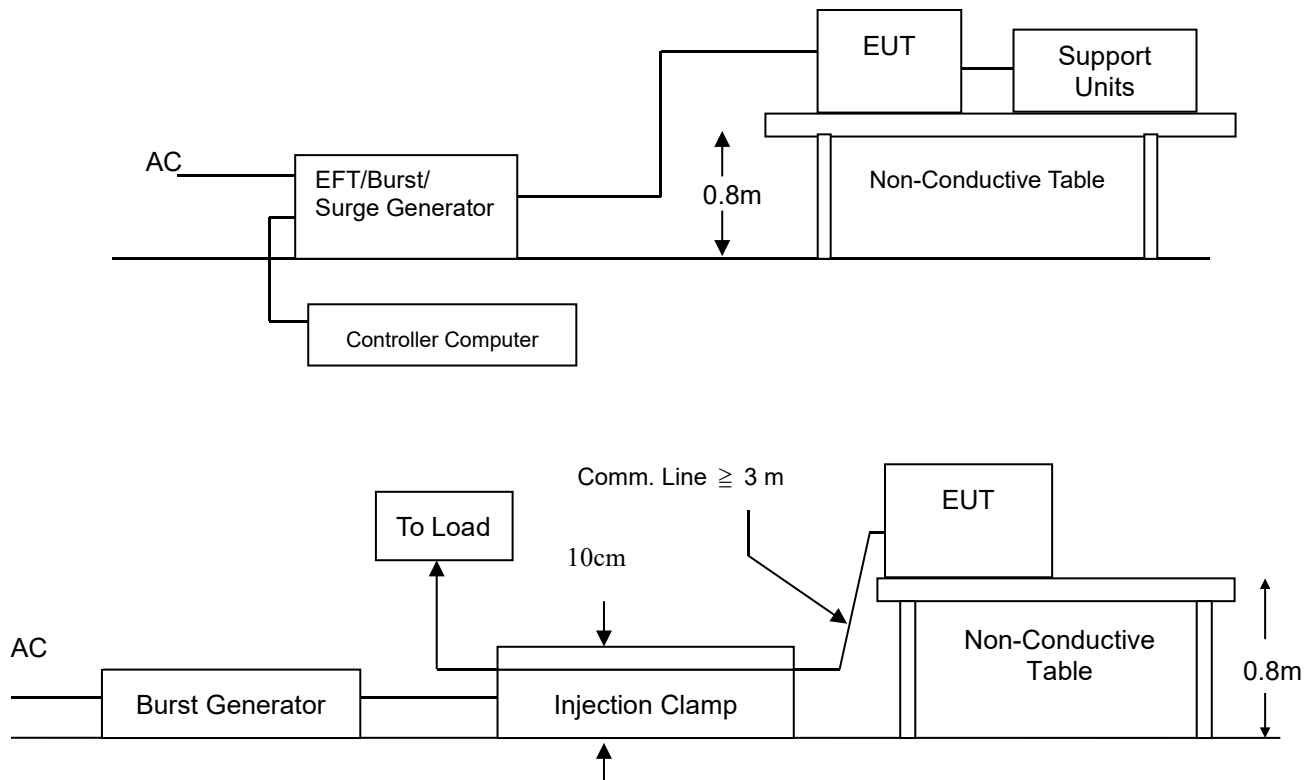 EUT
Support
Units
AC
EFT/Burst/
Surge Generator
0.8m
Non-Conductive Table
Controller Computer
Comm. Line ≧ 3 m
EUT
To Load
10cm
AC
Non-Conductive
Table
0.8m
Burst Generator
Injection Clamp